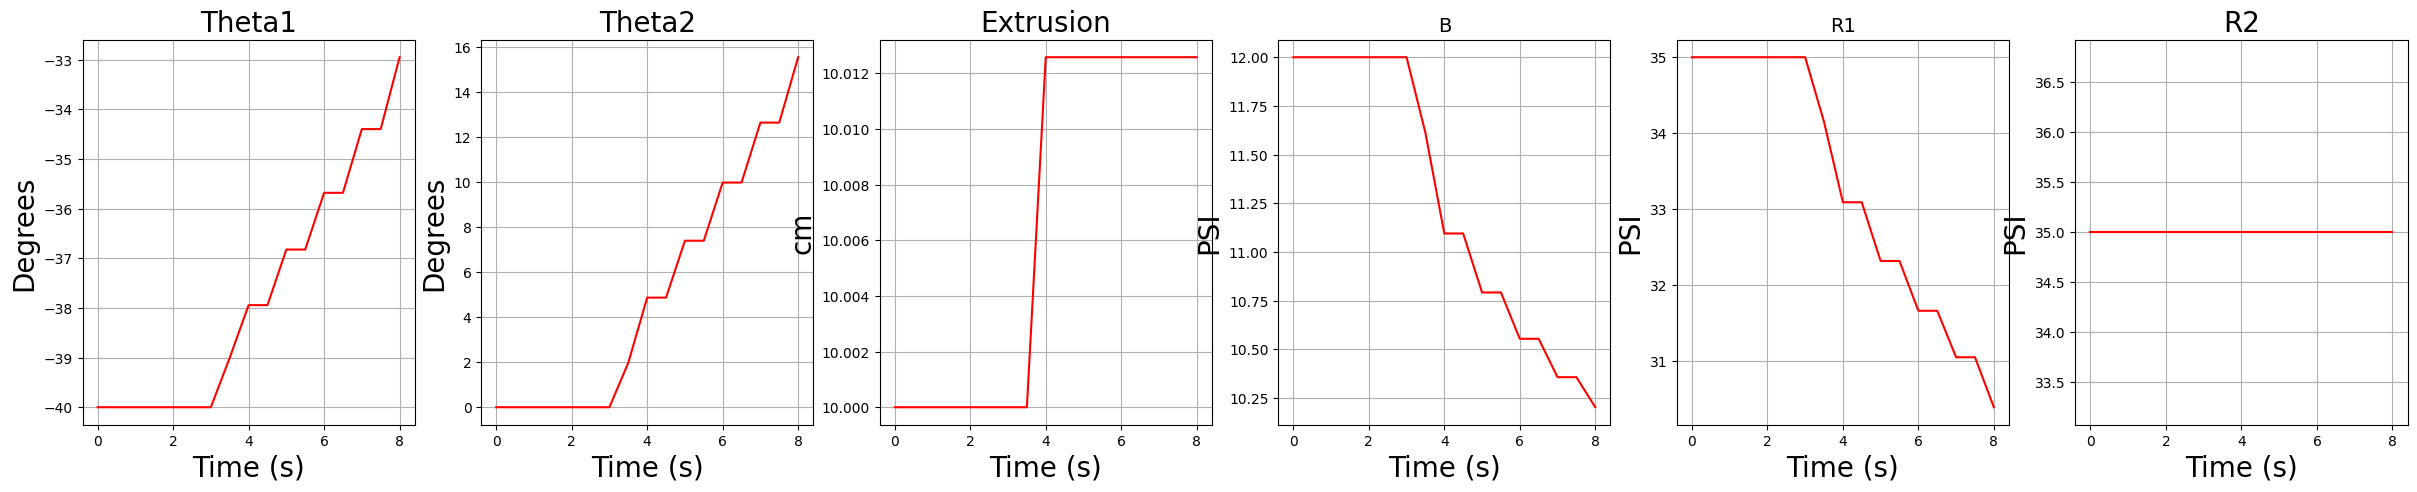 Theta1
Degrees
−33
−34
−35
−36
−37
−38
−39
−40
0 2 4 6 8
Time (s)
Theta2
Degrees
16
14
12
10
8
6
4
2
0
0 2 4 6 8
Time (s)
Extrusion
cm
10.012
10.010
10.008
10.006
10.004
10.002
10.000
0 2 4 6 8
Time (s)
B
PSI
12.00
11.75
11.50
11.25
11.00
10.75
10.50
10.25
0 2 4 6 8
Time (s)
R1
PSI
35
34
33
32
31
0 2 4 6 8
Time (s)
R2
PSI
36.5
36.0
35.5
35.0
34.5
34.0
33.5
0 2 4 6 8
Time (s)